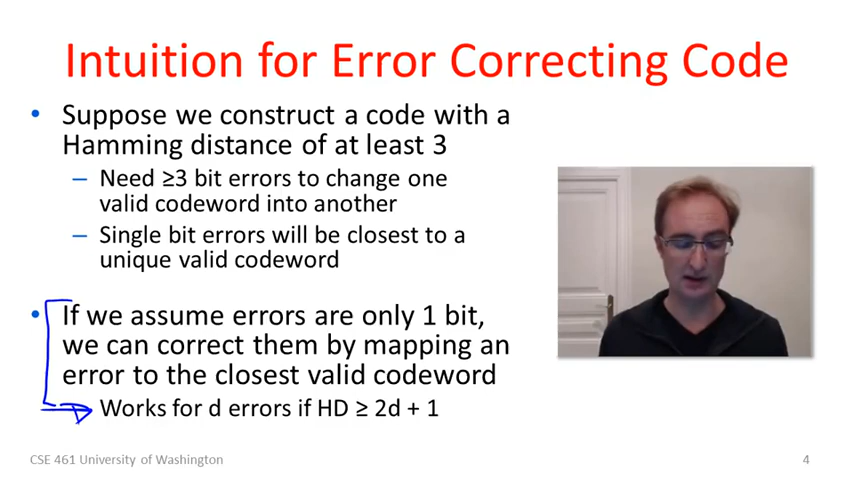 Intuition for Error Correcting Code
• Suppose we construct a code with a
Hamming distance of at least 3
– Need ≥3 bit errors to change one
valid codeword into another
– Single bit errors will be closest to a
unique valid codeword
• If we assume errors are only 1 bit,
we can correct them by mapping an
error to the closest valid codeword
Works for d errors if HD ≥ 2d + 1
CSE 461 University of Washington
4